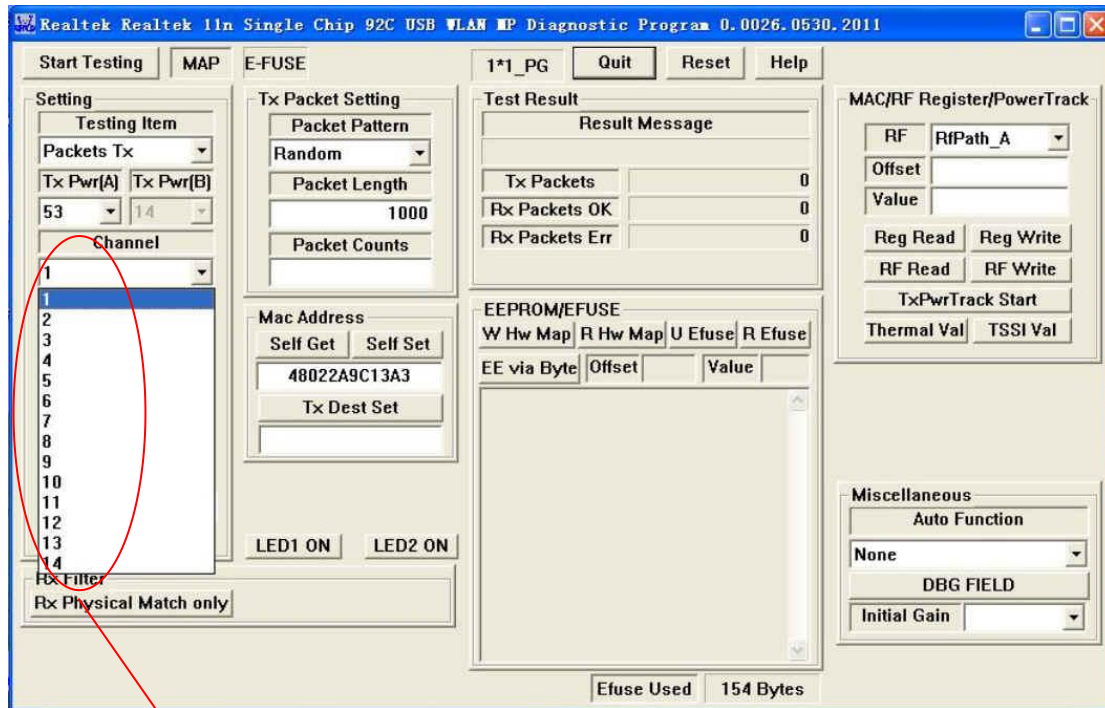 Realtek Realtek 11n Single Chip 92C USB WLAN MP Diagnostic Program 0.0026.0530.2011
Start Testing MAP E-FUSE 1*1_PG Quit Reset Help
Setting
Testing Item
Packets Tx
Tx Pwr(A) Tx Pwr(B)
53 14
Channel
1
1
2
3
4
5
6
7
8
9
10
11
12
13
14
Rx Filter
Rx Physical Match only
Tx Packet Setting
Packet Pattern
Random
Packet Length
1000
Packet Counts
Mac Address
Self Get Self Set
48022A9C13A3
Tx Dest Set
LED1 ON LED2 ON
Test Result
Result Message
Tx Packets 0
Rx Packets OK 0
Rx Packets Err 0
EEPROM/EFUSE
W Hw Map R Hw Map U Efuse R Efuse
EE via Byte Offset Value
Efuse Used 154 Bytes
MAC/RF Register/PowerTrack
RF RfPath_A
Offset
Value
Reg Read Reg Write
RF Read RF Write
TxPwrTrack Start
Thermal Val TSSI Val
Miscellaneous
Auto Function
None
DBG FIELD
Initial Gain